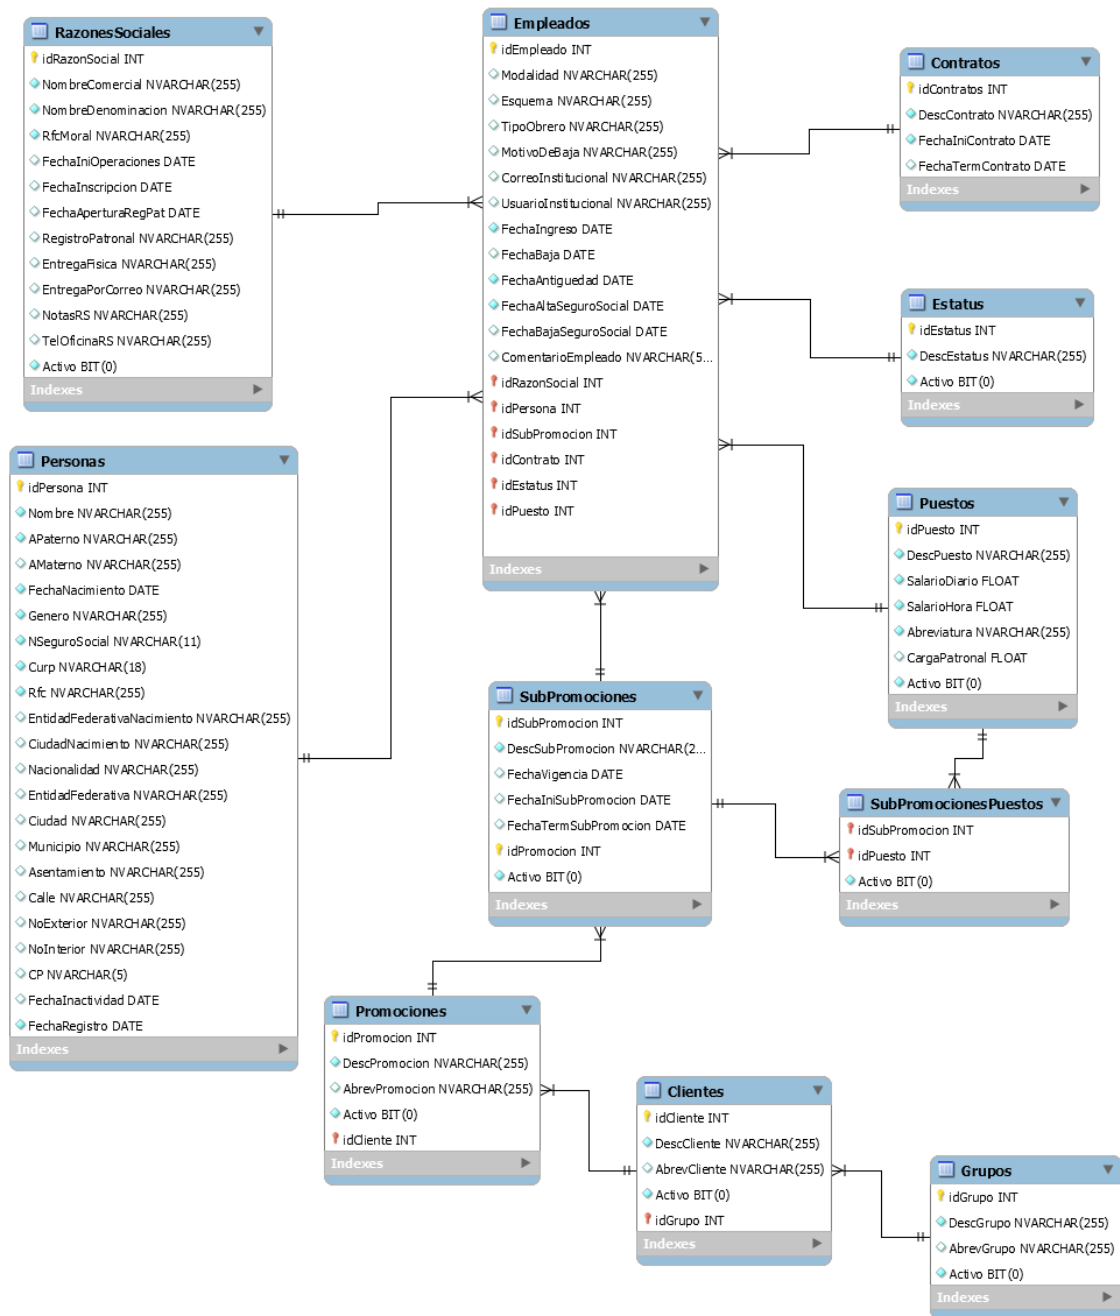 RazonesSociales
idRazonSocial INT
NombreComercial NVARCHAR(255)
NombreDenominacion NVARCHAR(255)
RfcMoral NVARCHAR(255)
FechaIniOperaciones DATE
FechaInscripcion DATE
FechaAperturaRegPat DATE
RegistroPatronal NVARCHAR(255)
EntregaFisica NVARCHAR(255)
EntregaPorCorreo NVARCHAR(255)
NotasRS NVARCHAR(255)
TelOficinaRS NVARCHAR(255)
Activo BIT(0)
Indexes
Empleados
idEmpleado INT
Modalidad NVARCHAR(255)
Esquema NVARCHAR(255)
TipoObrero NVARCHAR(255)
MotivoDeBaja NVARCHAR(255)
CorreoInstitucional NVARCHAR(255)
UsuarioInstitucional NVARCHAR(255)
FechaIngreso DATE
FechaBaja DATE
FechaAntiguedad DATE
FechaAltaSeguroSocial DATE
FechaBajaSeguroSocial DATE
ComentarioEmpleado NVARCHAR(5...
idRazonSocial INT
idPersona INT
idSubPromocion INT
idContrato INT
idEstatus INT
idPuesto INT
Indexes
Contratos
idContratos INT
DescContrato NVARCHAR(255)
FechaIniContrato DATE
FechaTermContrato DATE
Indexes
Estatus
idEstatus INT
DescEstatus NVARCHAR(255)
Activo BIT(0)
Indexes
Personas
idPersona INT
Nombre NVARCHAR(255)
APaterno NVARCHAR(255)
AMaterno NVARCHAR(255)
FechaNacimiento DATE
Genero NVARCHAR(255)
NSeguroSocial NVARCHAR(11)
Curp NVARCHAR(18)
Rfc NVARCHAR(255)
EntidadFederativaNacimiento NVARCHAR(255)
CiudadNacimiento NVARCHAR(255)
Nacionalidad NVARCHAR(255)
EntidadFederativa NVARCHAR(255)
Ciudad NVARCHAR(255)
Municipio NVARCHAR(255)
Asentamiento NVARCHAR(255)
Calle NVARCHAR(255)
NoExterior NVARCHAR(255)
NoInterior NVARCHAR(255)
CP NVARCHAR(5)
FechaInactividad DATE
FechaRegistro DATE
Indexes
Puestos
idPuesto INT
DescPuesto NVARCHAR(255)
SalarioDiario FLOAT
SalarioHora FLOAT
Abreviatura NVARCHAR(255)
CargaPatronal FLOAT
Activo BIT(0)
Indexes
SubPromociones
idSubPromocion INT
DescSubPromocion NVARCHAR(2...
FechaVigencia DATE
FechaIniSubPromocion DATE
FechaTermSubPromocion DATE
idPromocion INT
Activo BIT(0)
Indexes
SubPromocionesPuestos
idSubPromocion INT
idPuesto INT
Activo BIT(0)
Indexes
Promociones
idPromocion INT
DescPromocion NVARCHAR(255)
AbrevPromocion NVARCHAR(255)
Activo BIT(0)
idCliente INT
Indexes
Clientes
idCliente INT
DescCliente NVARCHAR(255)
AbrevCliente NVARCHAR(255)
Activo BIT(0)
idGrupo INT
Indexes
Grupos
idGrupo INT
DescGrupo NVARCHAR(255)
AbrevGrupo NVARCHAR(255)
Activo BIT(0)
Indexes